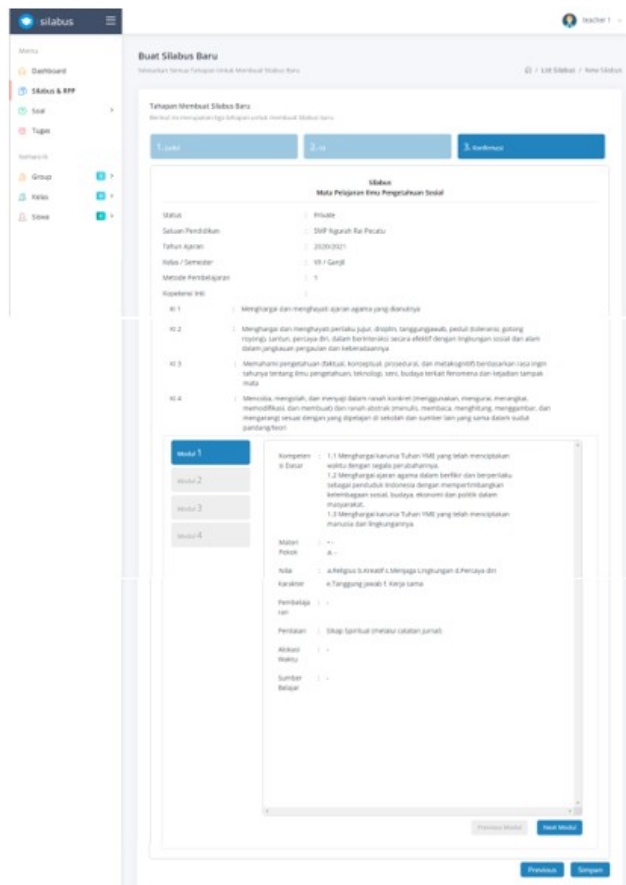 silabus
teacher 1
Menu
Dashboard
Silabus & RPP
Soal
Tugas
Network
Group
Kelas
Siswa
Buat Silabus Baru
Selesaikan Semua Tahapan Untuk Membuat Silabus Baru
/ List Silabus / New Silabus
Tahapan Membuat Silabus Baru
Berikut ini merupakan tiga tahapan untuk membuat silabus baru
1. Judul
2. Isi
3. Konfirmasi
Silabus
Mata Pelajaran Ilmu Pengetahuan Sosial
Status : Private
Satuan Pendidikan : SMP Ngurah Rai Pecatu
Tahun Ajaran : 2020/2021
Kelas / Semester : VII / Ganjil
Metode Pembelajaran :
Kopetensi Inti :
KI 1 : Menghargai dan menghayati ajaran agama yang dianutnya
KI 2 : Menghargai dan menghayati perilaku jujur, disiplin, tanggungjawab, peduli (toleransi, gotong
royong), santun, percaya diri, dalam berinteraksi secara efektif dengan lingkungan sosial dan alam
dalam jangkauan pergaulan dan keberadaannya
KI 3 : Memahami pengetahuan (faktual, konseptual, prosedural, dan metakognitif) berdasarkan rasa ingin
tahunya tentang ilmu pengetahuan, teknologi, seni, budaya terkait fenomena dan kejadian tampak
mata
KI 4 : Mencoba, mengolah, dan menyaji dalam ranah konkret (menggunakan, mengurai, merangkai,
memodifikasi, dan membuat) dan ranah abstrak (menulis, membaca, menghitung, menggambar, dan
mengarang) sesuai dengan yang dipelajari di sekolah dan sumber lain yang sama dalam sudut
pandang/teori
Modul 1
Modul 2
Modul 3
Modul 4
Kompeten : 1.1 Menghargai karunia Tuhan YME yang telah menciptakan
si Dasar waktu dengan segala perubahannya.
1.2 Menghargai ajaran agama dalam berfikir dan berperilaku
sebagai penduduk Indonesia dengan mempertimbangkan
kelembagaan sosial, budaya, ekonomi dan politik dalam
masyarakat.
1.3 Menghargai karunia Tuhan YME yang telah menciptakan
manusia dan lingkungannya.
Materi : - -
Pokok a. -
Nilai : a.Religius b.Kreatif c.Menjaga Lingkungan d.Percaya diri
Karakter e.Tanggung jawab f. Kerja sama
Pembelaja : -
ran
Penilaian : Sikap Spiritual (melalui catatan jurnal)
Alokasi : -
Waktu
Sumber : -
Belajar
Previous Modul
Next Modul
Previous
Simpan